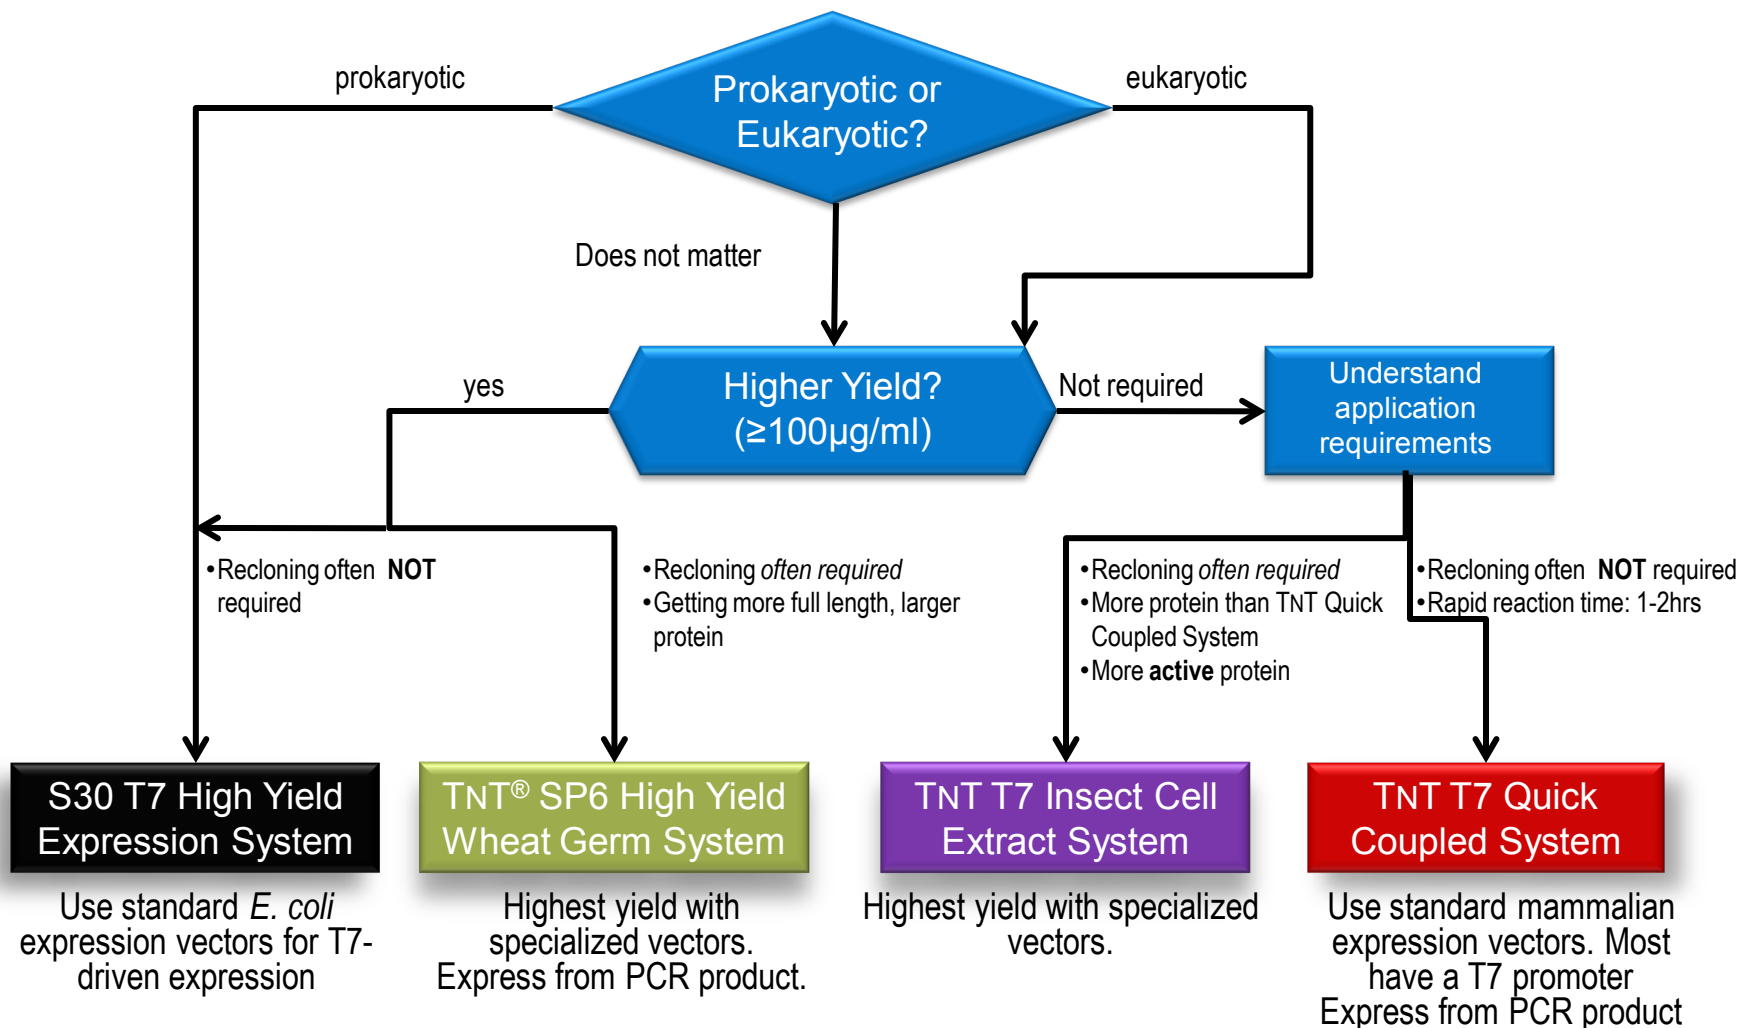 prokaryotic
Prokaryotic or
Eukaryotic?
eukaryotic
Does not matter
yes
Higher Yield?
(≥100µg/ml)
Not required
Understand
application
requirements
•Recloning often NOT
required
•Recloning often required
•Getting more full length, larger
protein
•Recloning often required
•More protein than TNT Quick
Coupled System
•More active protein
•Recloning often NOT required
•Rapid reaction time: 1-2hrs
S30 T7 High Yield
Expression System
TNT® SP6 High Yield
Wheat Germ System
TNT T7 Insect Cell
Extract System
TNT T7 Quick
Coupled System
Use standard E. coli
expression vectors for T7-
driven expression
Highest yield with
specialized vectors.
Express from PCR product.
Highest yield with specialized
vectors.
Use standard mammalian
expression vectors. Most
have a T7 promoter
Express from PCR product